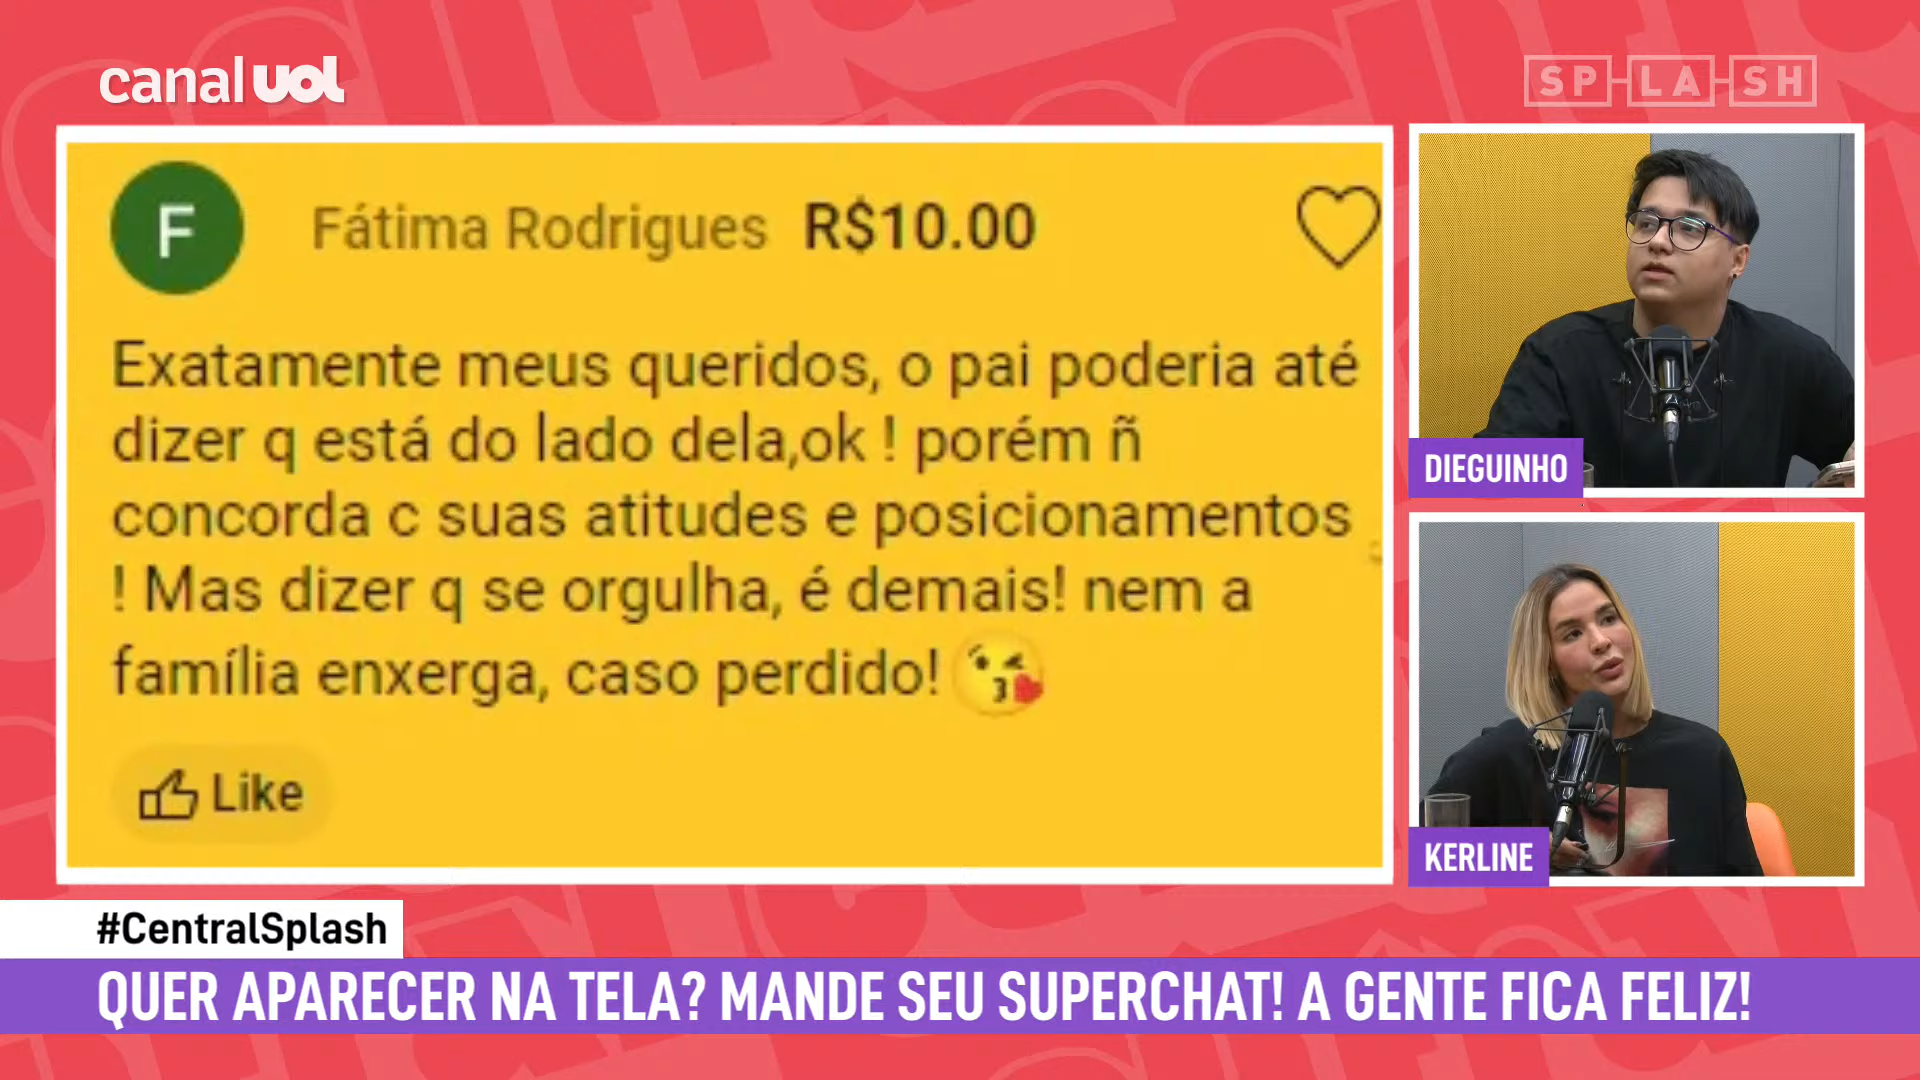 canal UOL
SPLASH
F
Fátima Rodrigues R$10.00
Exatamente meus queridos, o pai poderia até
dizer q está do lado dela,ok ! porém ñ
concorda c suas atitudes e posicionamentos
! Mas dizer q se orgulha, é demais! nem a
família enxerga, caso perdido! 😘
Like
DIEGUINHO
KERLINE
#CentralSplash
QUER APARECER NA TELA? MANDE SEU SUPERCHAT! A GENTE FICA FELIZ!